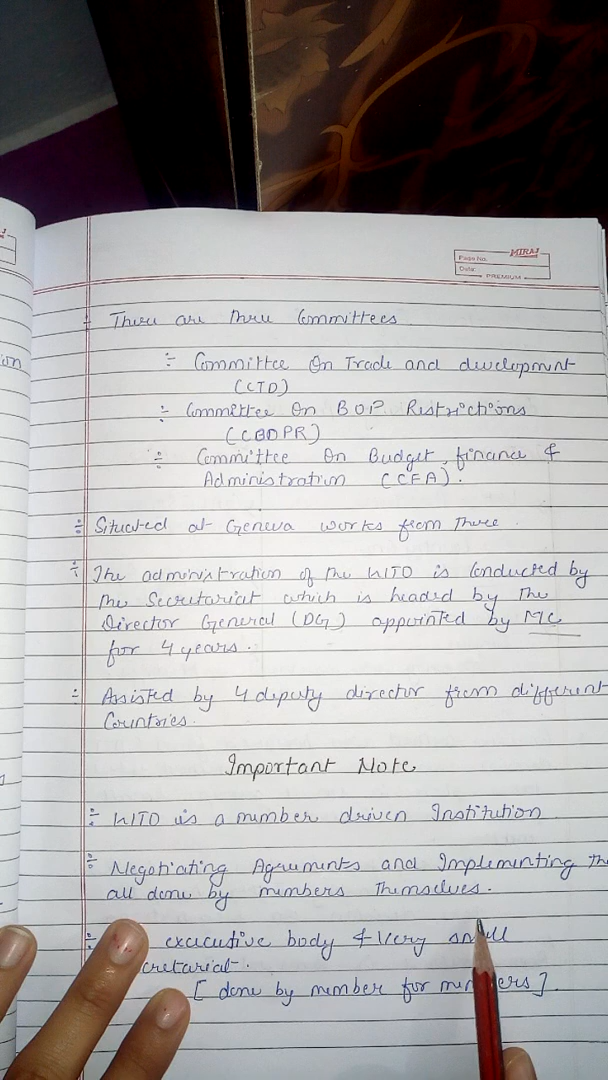 MIRAJ
Page No.
Date:
PREMIUM
÷ There are three Committees
÷ Committee On Trade and development
(CTD)
÷ Committee On BOP Restrictions
(CBOPR)
÷ Committee On Budget, finance &
Administration (CFA).
÷ Situated at Geneva works from There.
÷ The administration of the WTO is Conducted by
the Secretariat which is headed by the
Director General (DG) appointed by MC
for 4 years.
÷ Assisted by 4 deputy director from different
Countries.
Important Note
÷ WTO is a member driven Institution
÷ Negotiating Agreements and Implementing
all done by members Themselves.
executive body & Very small
cretariat.
[ done by member for members ].